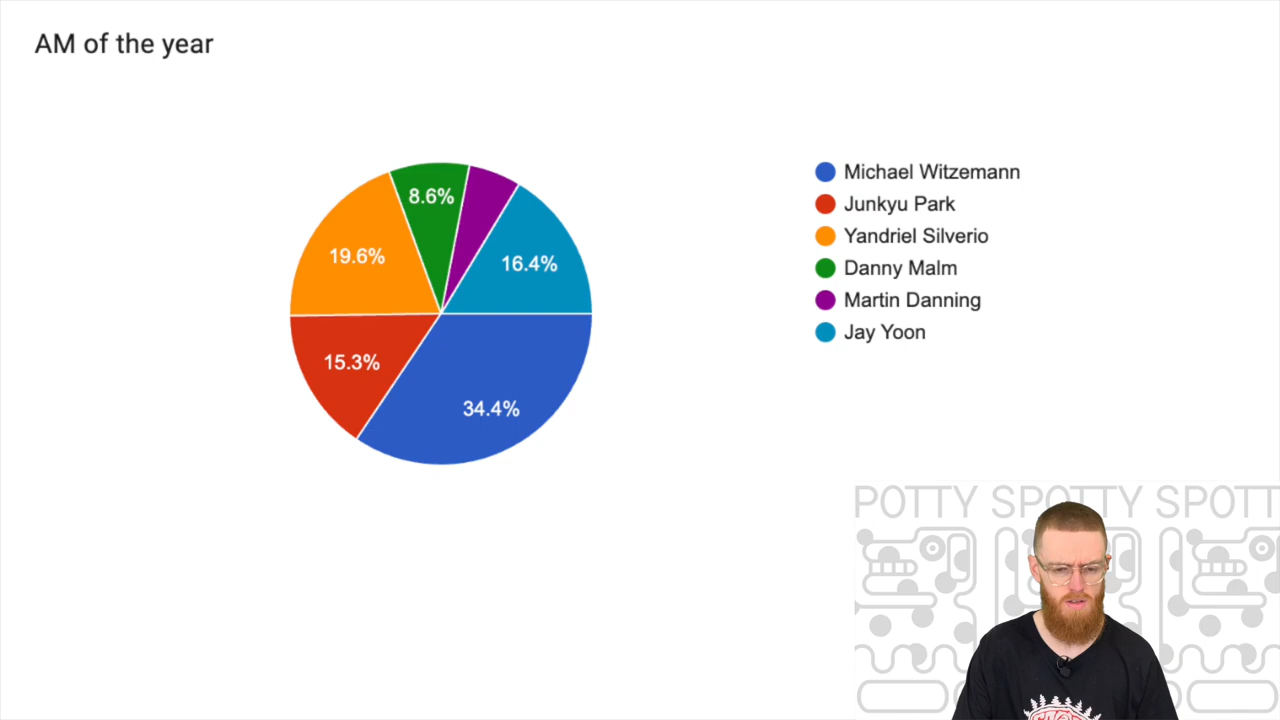 AM of the year
8.6%
19.6%
16.4%
15.3%
34.4%
Michael Witzemann
Junkyu Park
Yandriel Silverio
Danny Malm
Martin Danning
Jay Yoon
POTTY SPOTTY SPOTT